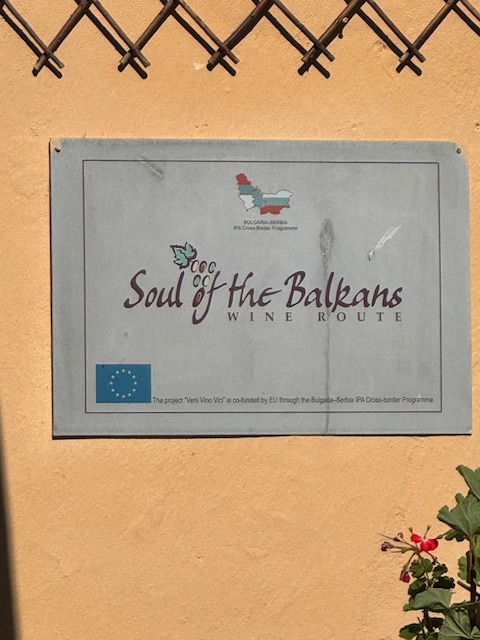 BULGARIA-SERBIA
IPA Cross-Border Programme
Soul of the Balkans
WINE ROUTE
The project "Veni Vino Vici" is co-funded by EU through the Bulgaria–Serbia IPA Cross-border Programme.